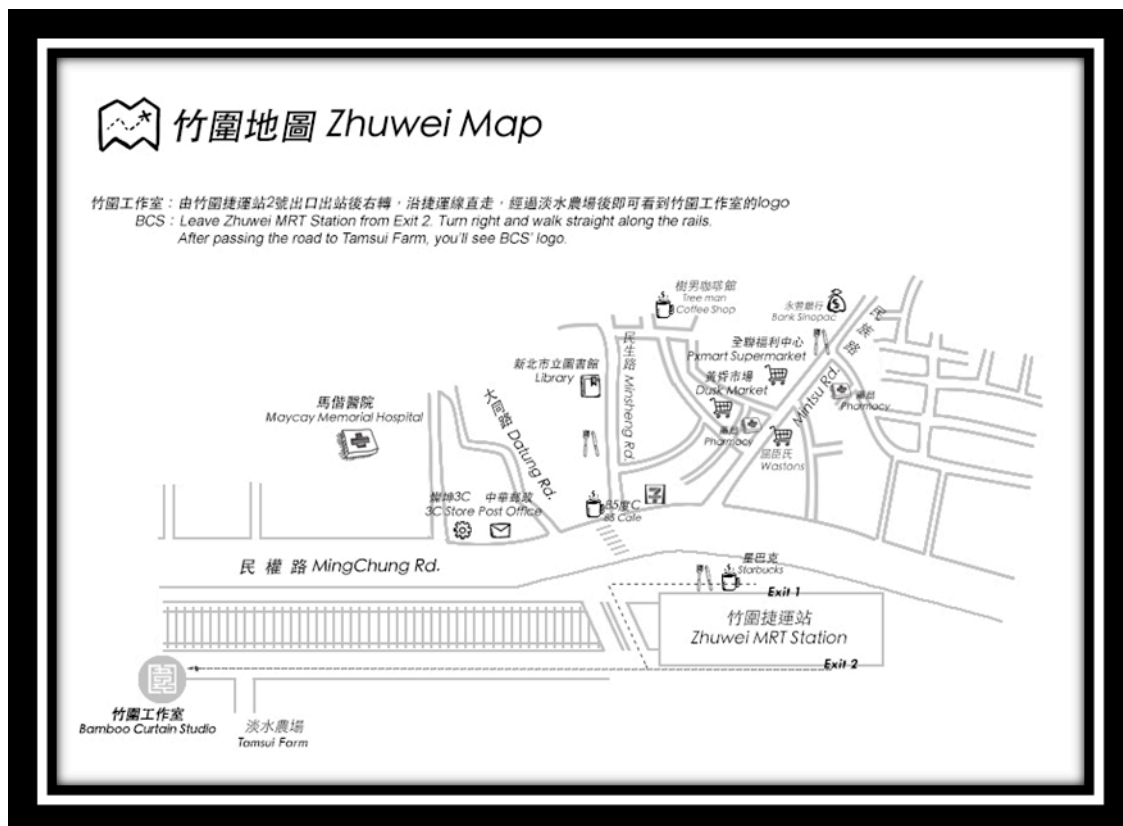 竹圍地圖 Zhuwei Map
竹圍工作室：由竹圍捷運站2號出口出站後右轉，沿捷運線直走，經過淡水農場後即可看到竹圍工作室的logo
BCS：Leave Zhuwei MRT Station from Exit 2. Turn right and walk straight along the rails.
After passing the road to Tamsui Farm, you'll see BCS' logo.
樹男咖啡館
Tree man
Coffee Shop
永豐銀行
Bank Sinopac
民族路
Mintsu Rd.
全聯福利中心
Pxmart Supermarket
黃昏市場
Dusk Market
藥局
Pharmacy
藥局
Pharmacy
屈臣氏
Wastons
新北市立圖書館
Library
民生路 Minsheng Rd.
大同路 Datung Rd.
馬偕醫院
Maycay Memorial Hospital
燦坤3C
3C Store
中華郵政
Post Office
85度C
85 Cafe
7
民權路 MingChung Rd.
星巴克
Starbucks
Exit 1
竹圍捷運站
Zhuwei MRT Station
Exit 2
竹圍工作室
Bamboo Curtain Studio
淡水農場
Tamsui Farm